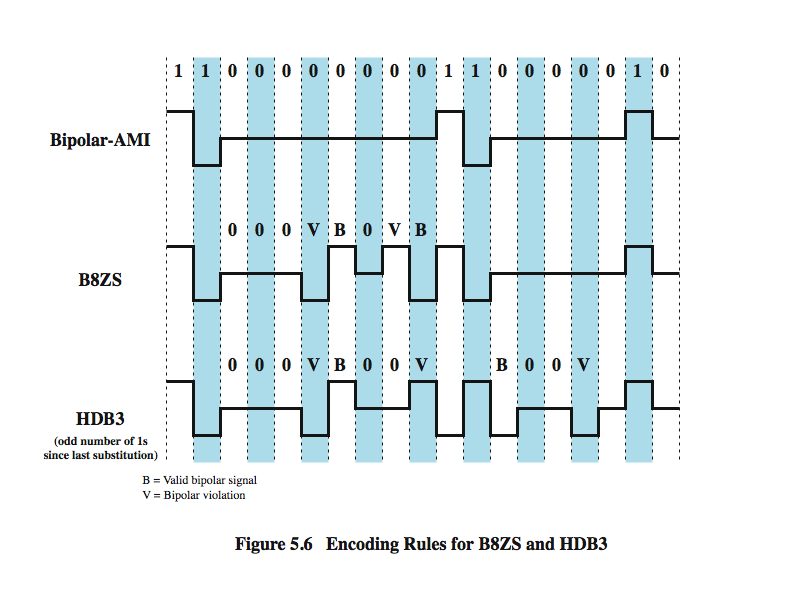 1 1 0 0 0 0 0 0 0 0 1 1 0 0 0 0 0 1 0
Bipolar-AMI
0 0 0 V B 0 V B
B8ZS
0 0 0 V B 0 0 V B 0 0 V
HDB3
(odd number of 1s
since last substitution)
B = Valid bipolar signal
V = Bipolar violation
Figure 5.6 Encoding Rules for B8ZS and HDB3